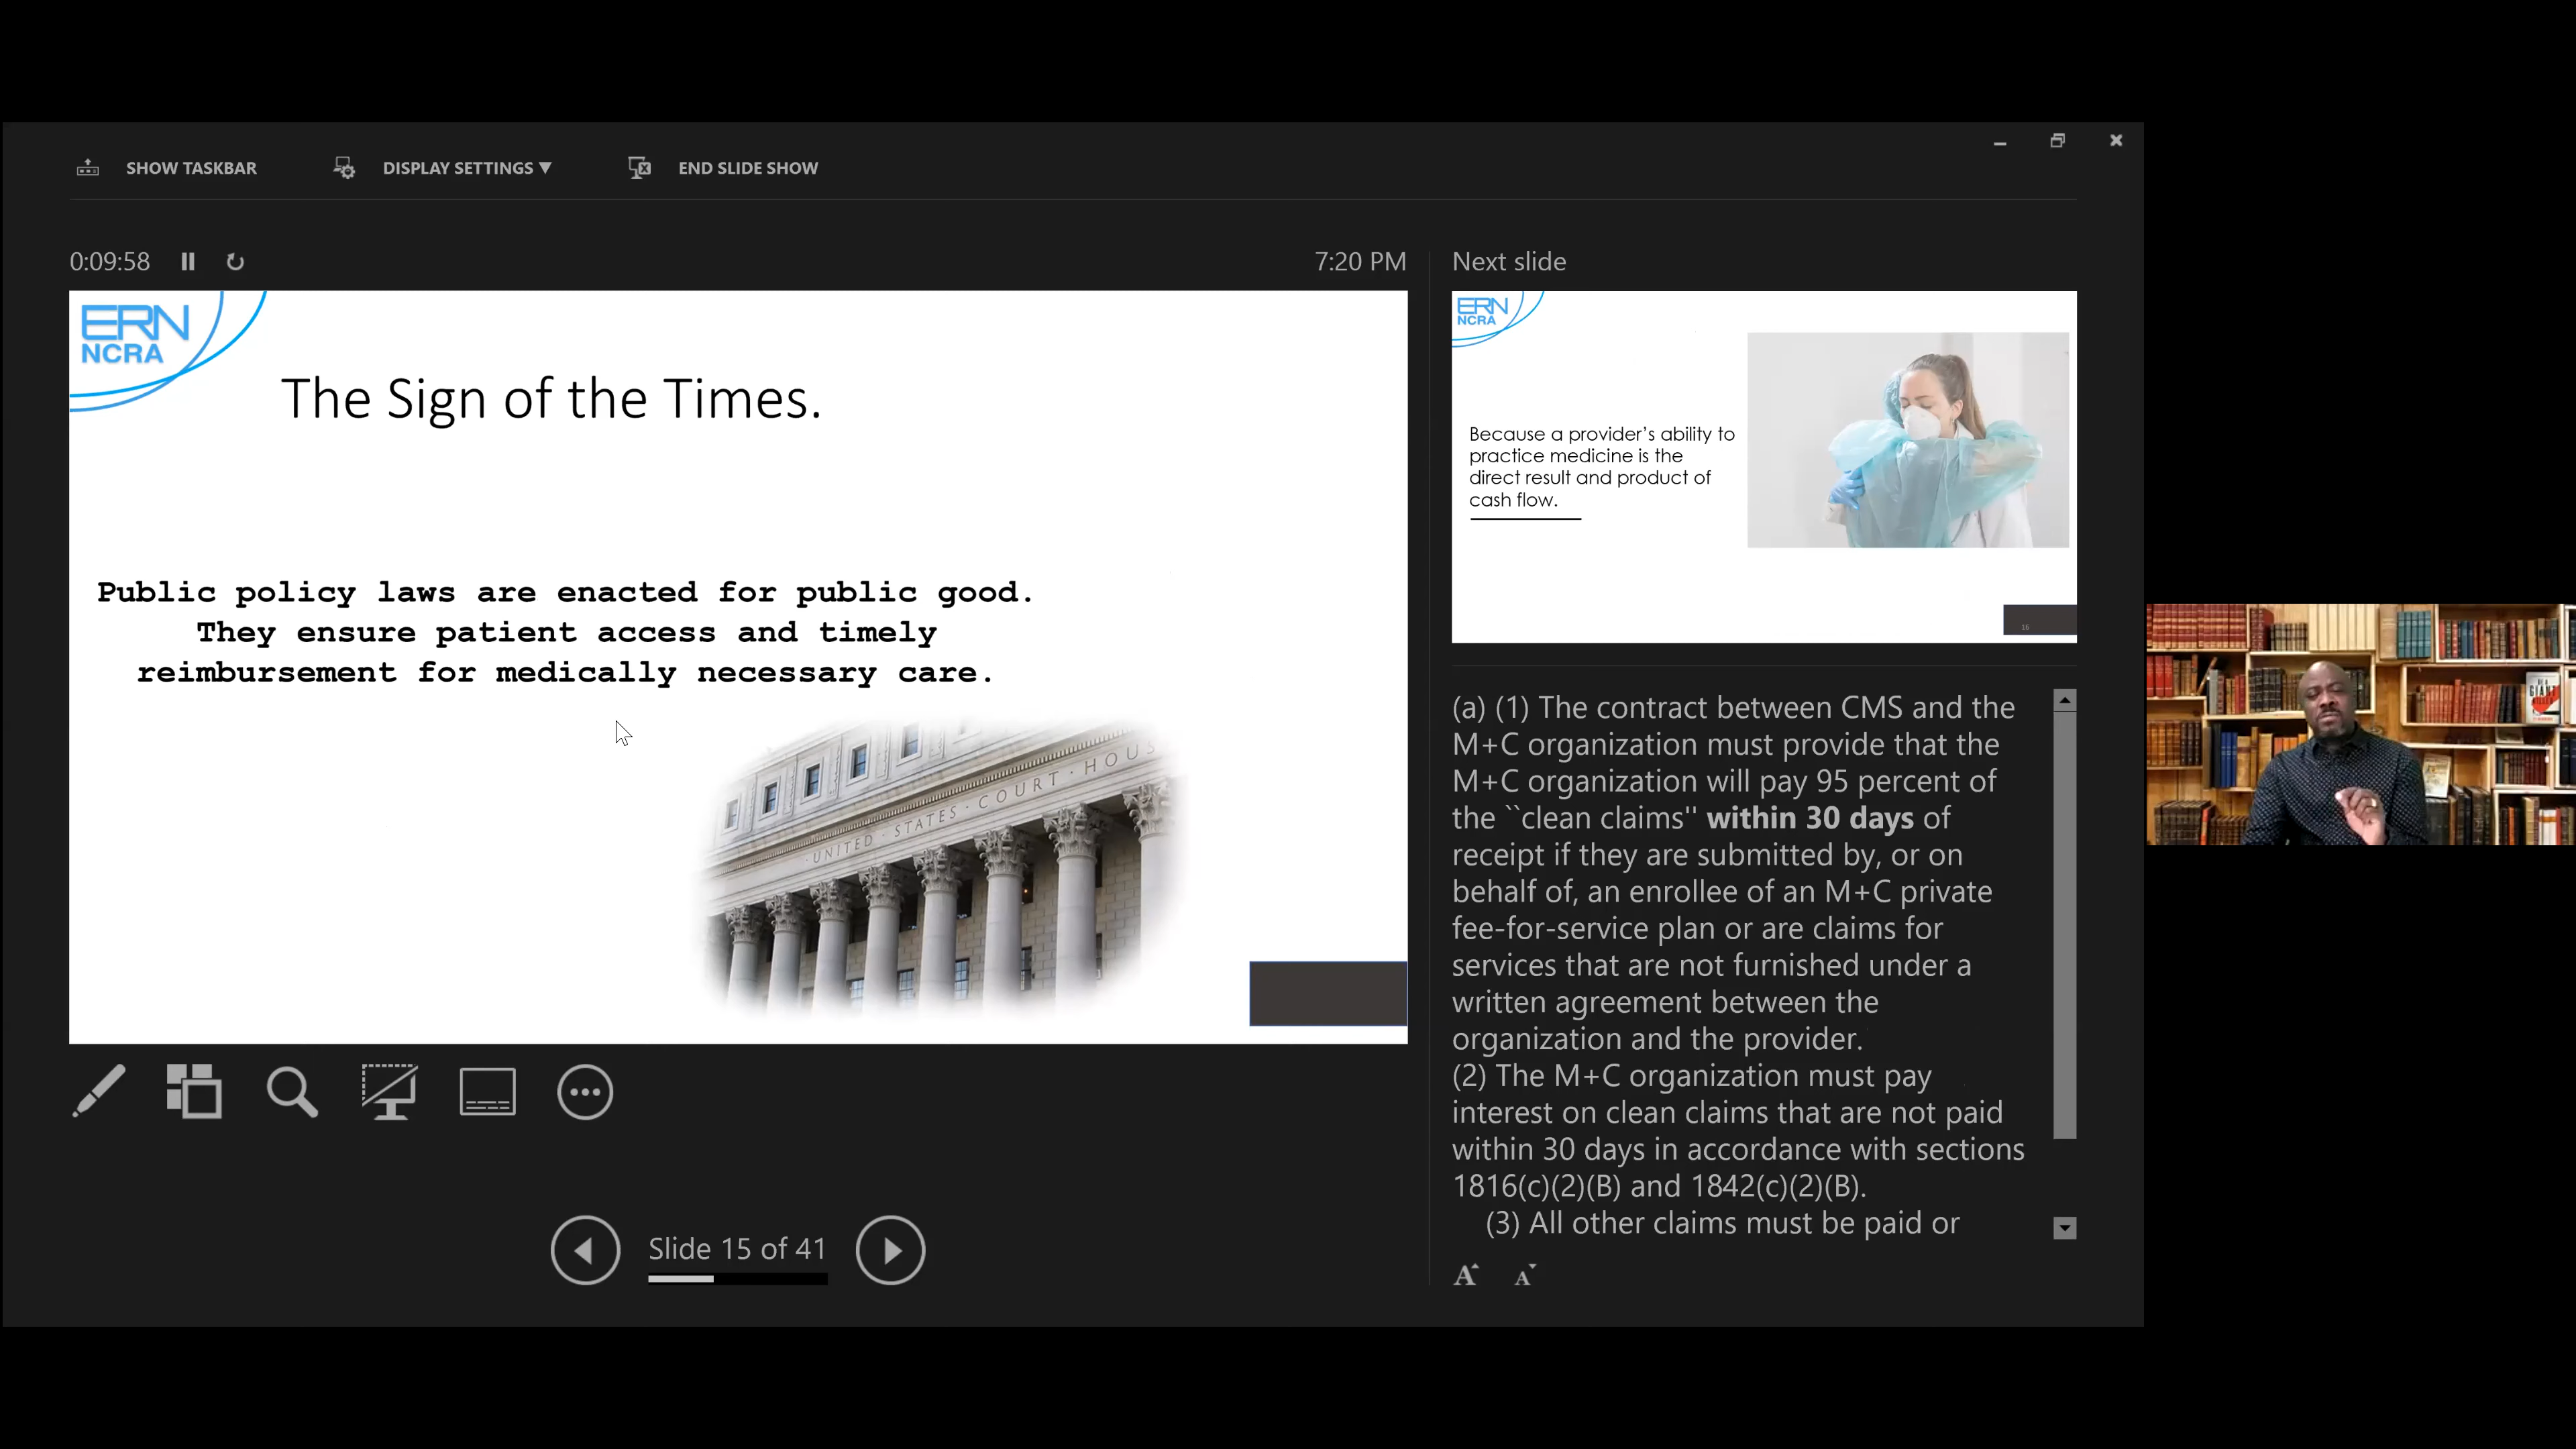 SHOW TASKBAR
DISPLAY SETTINGS ▼
END SLIDE SHOW
0:09:58
7:20 PM
ERN
NCRA
The Sign of the Times.
Public policy laws are enacted for public good.
They ensure patient access and timely
reimbursement for medically necessary care.
UNITED · STATES · COURT · HOUS
Slide 15 of 41
Next slide
ERN
NCRA
Because a provider’s ability to
practice medicine is the
direct result and product of
cash flow.
16
(a) (1) The contract between CMS and the
M+C organization must provide that the
M+C organization will pay 95 percent of
the ``clean claims'' within 30 days of
receipt if they are submitted by, or on
behalf of, an enrollee of an M+C private
fee-for-service plan or are claims for
services that are not furnished under a
written agreement between the
organization and the provider.
(2) The M+C organization must pay
interest on clean claims that are not paid
within 30 days in accordance with sections
1816(c)(2)(B) and 1842(c)(2)(B).
(3) All other claims must be paid or
A
A
GIANT